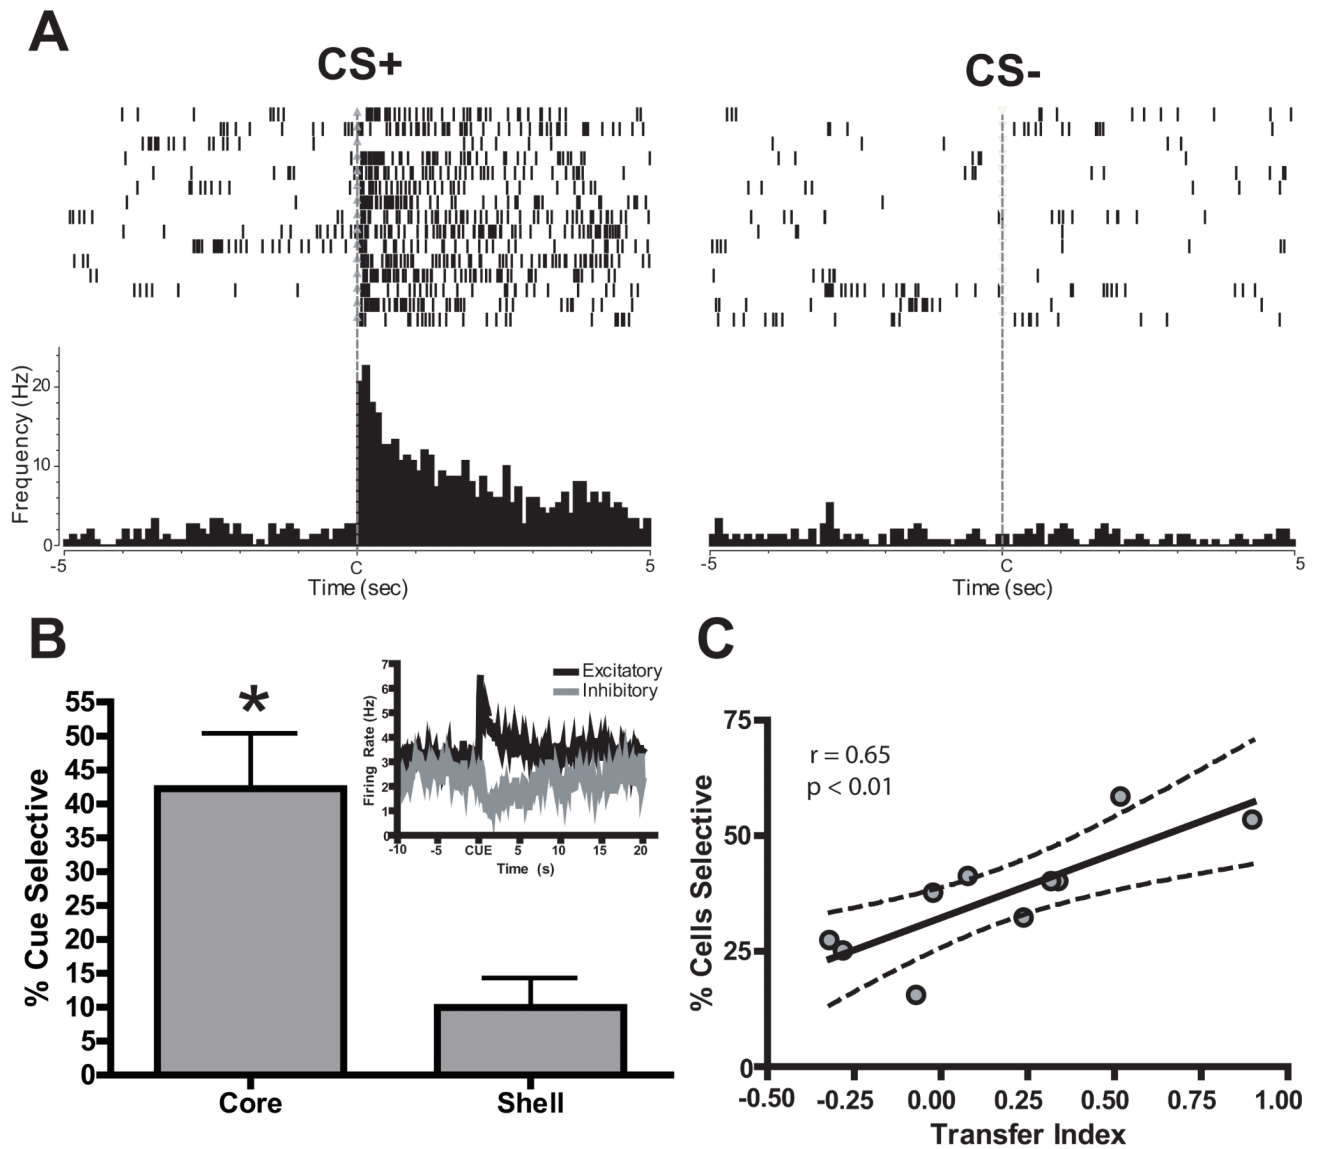 A
CS+
CS-
Frequency (Hz)
20
10
0
-5
C
5
Time (sec)
-5
C
5
Time (sec)
B
% Cue Selective
55
50
45
40
35
30
25
20
15
10
5
0
*
Core
Shell
Firing Rate (Hz)
7
6
5
4
3
2
1
0
Excitatory
Inhibitory
-10
-5
CUE
5
10
15
20
Time (s)
C
% Cells Selective
75
50
25
0
r = 0.65
p < 0.01
-0.50
-0.25
0.00
0.25
0.50
0.75
1.00
Transfer Index